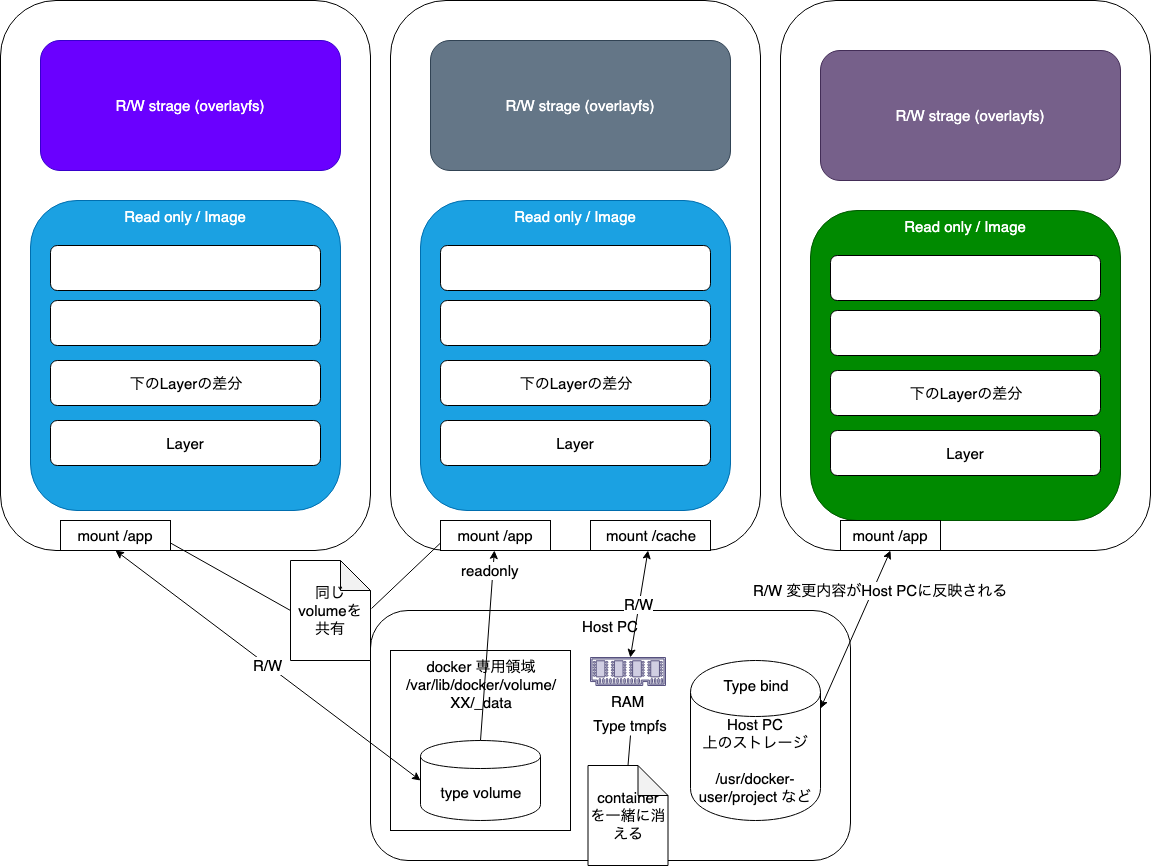 R/W strage (overlayfs)
Read only / Image
下のLayerの差分
Layer
mount /app
R/W strage (overlayfs)
Read only / Image
下のLayerの差分
Layer
mount /app
mount /cache
R/W strage (overlayfs)
Read only / Image
下のLayerの差分
Layer
mount /app
同じ
volumeを
共有
readonly
R/W
R/W
R/W 変更内容がHost PCに反映される
Host PC
docker 専用領域
/var/lib/docker/volume/
XX/_data
type volume
RAM
Type tmpfs
container
を一緒に消
える
Type bind
Host PC
上のストレージ
/usr/docker-
user/project など